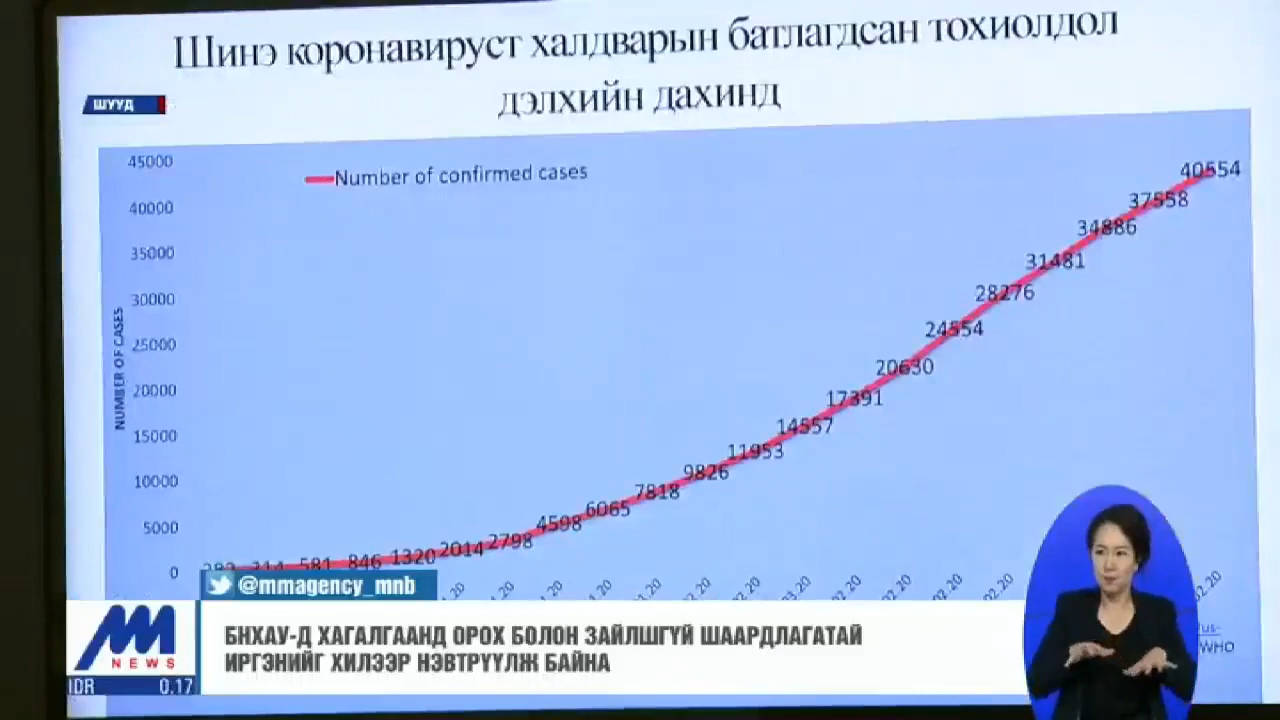 Шинэ коронавируст халдварын батлагдсан тохиолдол
дэлхийн дахинд
ШУУД
Number of confirmed cases
45000
40000
35000
30000
25000
20000
15000
10000
5000
0
NUMBER OF CASES
282
314
581
846
1320
2014
2798
4598
6065
7818
9826
11953
14557
17391
20630
24554
28276
31481
34886
37558
40554
@mmagency_mnb
ММ
NEWS
БНХАУ-Д ХАГАЛГААНД ОРОХ БОЛОН ЗАЙЛШГҮЙ ШААРДЛАГАТАЙ
ИРГЭНИЙГ ХИЛЭЭР НЭВТРҮҮЛЖ БАЙНА
IDR 0.17
WHO